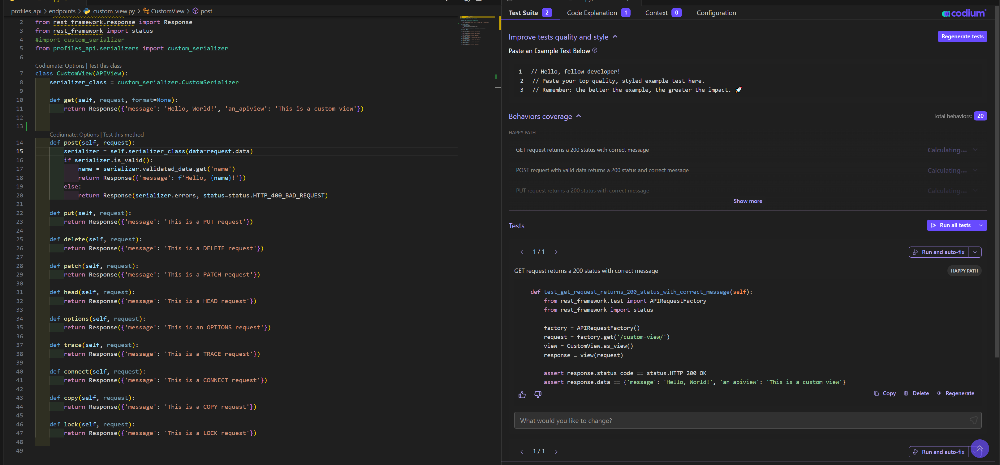 profiles_api > endpoints > custom_view.py > CustomView > post
2 from rest_framework.response import Response
3 from rest_framework import status
4 #import custom_serializer
5 from profiles_api.serializers import custom_serializer
6
Codiumate: Options | Test this class
7 class CustomView(APIView):
8 serializer_class = custom_serializer.CustomSerializer
9
10 def get(self, request, format=None):
11 return Response({'message': 'Hello, World!', 'an_apiview': 'This is a custom view'})
12
13
Codiumate: Options | Test this method
14 def post(self, request):
15 serializer = self.serializer_class(data=request.data)
16 if serializer.is_valid():
17 name = serializer.validated_data.get('name')
18 return Response({'message': f'Hello, {name}!'})
19 else:
20 return Response(serializer.errors, status=status.HTTP_400_BAD_REQUEST)
21
22 def put(self, request):
23 return Response({'message': 'This is a PUT request'})
24
25 def delete(self, request):
26 return Response({'message': 'This is a DELETE request'})
27
28 def patch(self, request):
29 return Response({'message': 'This is a PATCH request'})
30
31 def head(self, request):
32 return Response({'message': 'This is a HEAD request'})
33
34 def options(self, request):
35 return Response({'message': 'This is an OPTIONS request'})
36
37 def trace(self, request):
38 return Response({'message': 'This is a TRACE request'})
39
40 def connect(self, request):
41 return Response({'message': 'This is a CONNECT request'})
42
43 def copy(self, request):
44 return Response({'message': 'This is a COPY request'})
45
46 def lock(self, request):
47 return Response({'message': 'This is a LOCK request'})
48
49
Test Suite 2 Code Explanation 1 Context 0 Configuration codium ai
Improve tests quality and style Regenerate tests
Paste an Example Test Below
1 // Hello, fellow developer!
2 // Paste your top-quality, styled example test here.
3 // Remember: the better the example, the greater the impact. 🚀
Behaviors coverage Total behaviors: 20
HAPPY PATH
GET request returns a 200 status with correct message Calculating...
POST request with valid data returns a 200 status and correct message Calculating...
PUT request returns a 200 status with correct message Calculating...
Show more
Tests Run all tests
1 / 1 Run and auto-fix
GET request returns a 200 status with correct message HAPPY PATH
def test_get_request_returns_200_status_with_correct_message(self):
from rest_framework.test import APIRequestFactory
from rest_framework import status
factory = APIRequestFactory()
request = factory.get('/custom-view/')
view = CustomView.as_view()
response = view(request)
assert response.status_code == status.HTTP_200_OK
assert response.data == {'message': 'Hello, World!', 'an_apiview': 'This is a custom view'}
Copy Delete Regenerate
What would you like to change?
1 / 1 Run and auto-fix